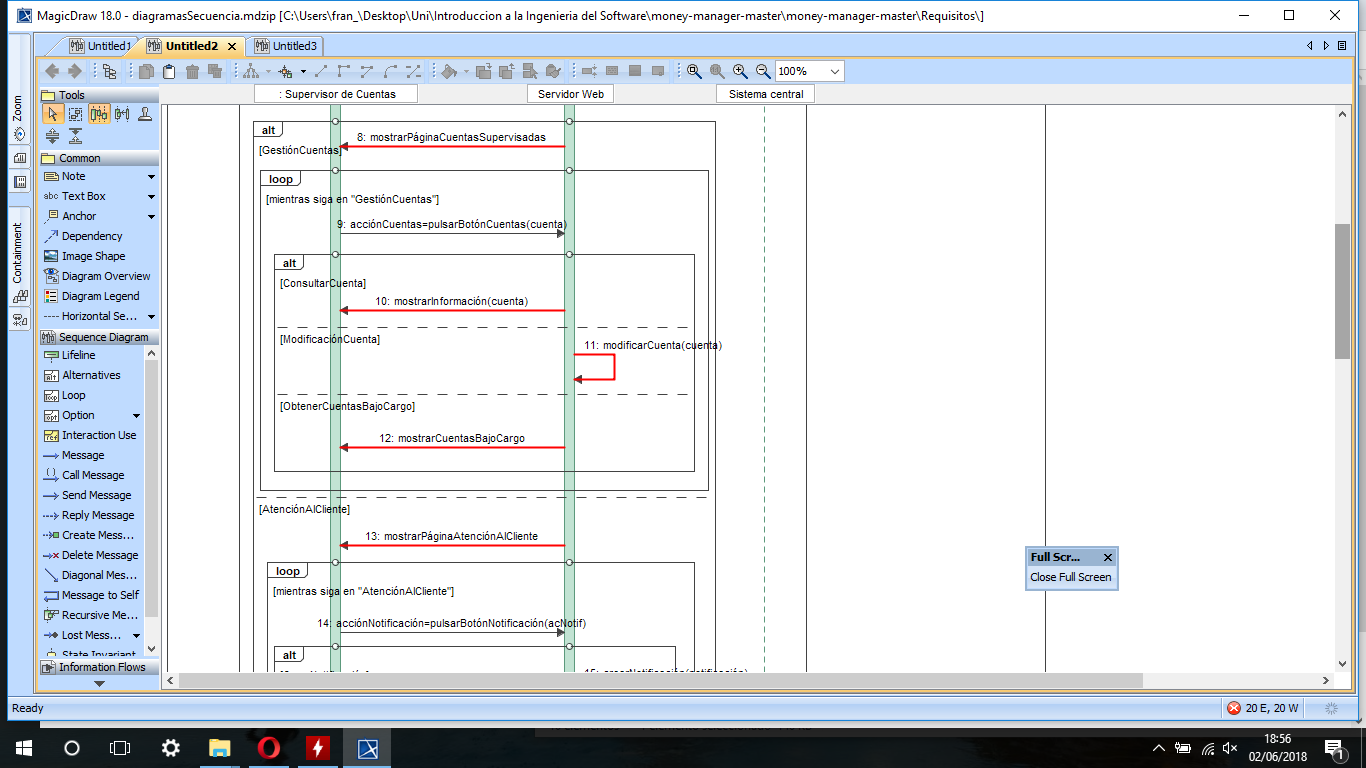 MagicDraw 18.0 - diagramasSecuencia.mdzip [C:\Users\fran_\Desktop\Uni\Introduccion a la Ingenieria del Software\money-manager-master\money-manager-master\Requisitos\]
Untitled1
Untitled2
Untitled3
100%
Zoom
Containment
Tools
Common
Note
abc Text Box
Anchor
Dependency
Image Shape
Diagram Overview
Diagram Legend
Horizontal Se...
Sequence Diagram
Lifeline
Alternatives
Loop
Option
Interaction Use
Message
Call Message
Send Message
Reply Message
Create Mess...
Delete Message
Diagonal Mes...
Message to Self
Recursive Me...
Lost Mess...
State Invariant
Information Flows
: Supervisor de Cuentas
Servidor Web
Sistema central
alt
8: mostrarPáginaCuentasSupervisadas
[GestiónCuentas]
loop
[mientras siga en "GestiónCuentas"]
9: acciónCuentas=pulsarBotónCuentas(cuenta)
alt
[ConsultarCuenta]
10: mostrarInformación(cuenta)
[ModificaciónCuenta]
11: modificarCuenta(cuenta)
[ObtenerCuentasBajoCargo]
12: mostrarCuentasBajoCargo
[AtenciónAlCliente]
13: mostrarPáginaAtenciónAlCliente
loop
[mientras siga en "AtenciónAlCliente"]
14: acciónNotificación=pulsarBotónNotificación(acNotif)
alt
Full Scr...
Close Full Screen
Ready
20 E, 20 W
18:56
02/06/2018
1